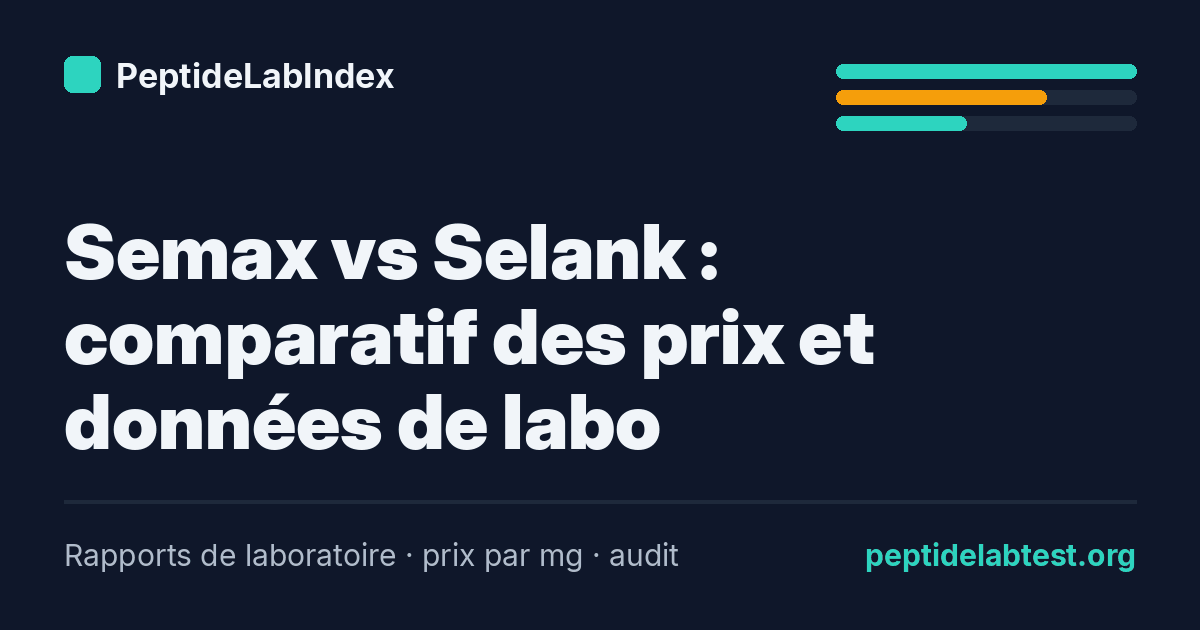 PeptideLabIndex
Semax vs Selank :
comparatif des prix et
données de labo
Rapports de laboratoire · prix par mg · audit
peptidelabtest.org